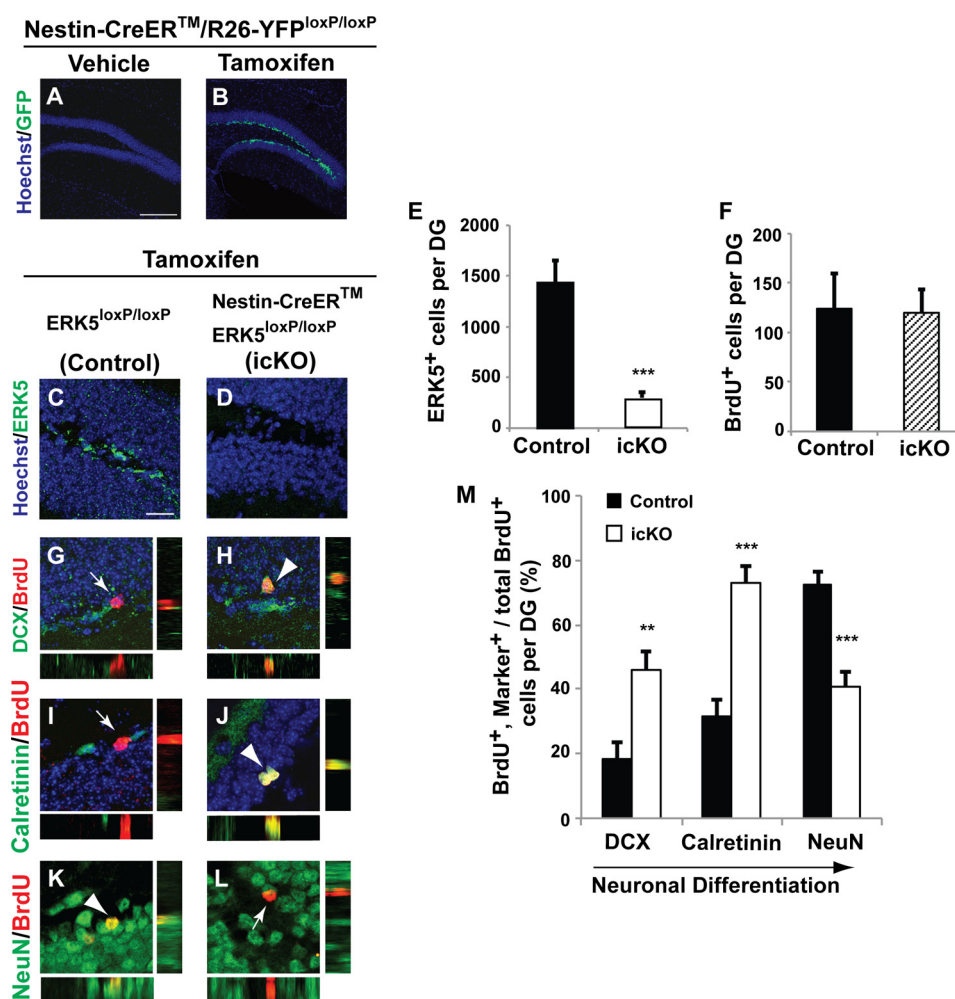 Nestin-CreER™/R26-YFP^loxP/loxP
Vehicle
Tamoxifen
Hoechst/GFP
A
B
Tamoxifen
ERK5^loxP/loxP
(Control)
Nestin-CreER™
ERK5^loxP/loxP
(icKO)
Hoechst/ERK5
C
D
DCX/BrdU
G
H
Calretinin/BrdU
I
J
NeuN/BrdU
K
L
E
ERK5⁺ cells per DG
2000
1500
1000
500
0
***
Control
icKO
F
BrdU⁺ cells per DG
200
150
100
50
0
Control
icKO
M
BrdU⁺, Marker⁺ / total BrdU⁺
cells per DG (%)
100
80
60
40
20
0
Control
icKO
**
***
***
DCX
Calretinin
NeuN
Neuronal Differentiation